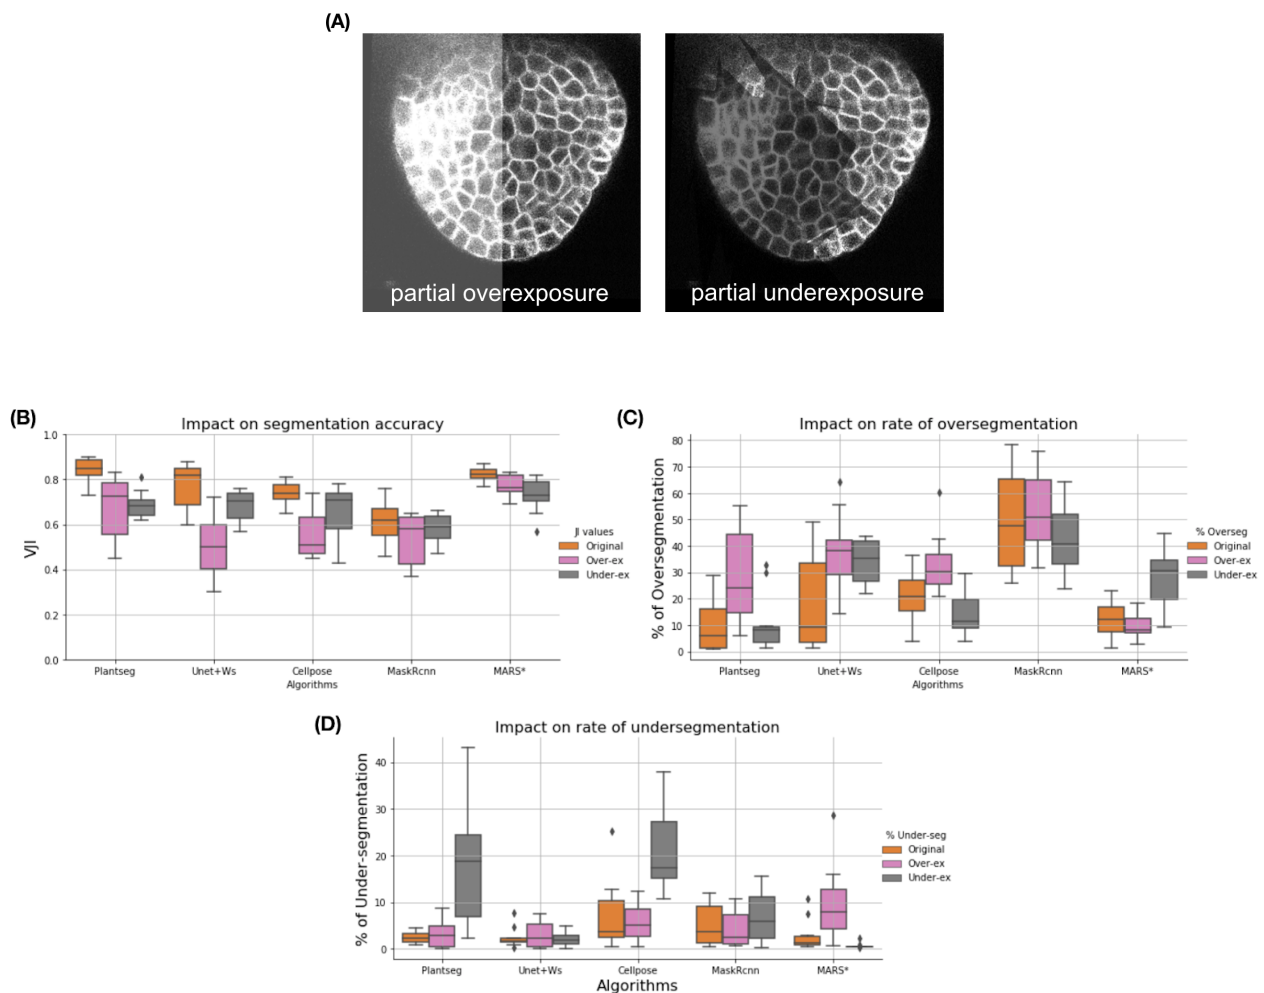 (A)
partial overexposure
partial underexposure
(B)
Impact on segmentation accuracy
1.0
0.8
0.6
0.4
0.2
0.0
VJI
Plantseg
Unet+Ws
Cellpose
MaskRcnn
MARS*
Algorithms
JI values
Original
Over-ex
Under-ex
(C)
Impact on rate of oversegmentation
80
70
60
50
40
30
20
10
0
% of Oversegmentation
Plantseg
Unet+Ws
Cellpose
MaskRcnn
MARS*
Algorithms
% Overseg
Original
Over-ex
Under-ex
(D)
Impact on rate of undersegmentation
40
30
20
10
0
% of Under-segmentation
Plantseg
Unet+Ws
Cellpose
MaskRcnn
MARS*
Algorithms
% Under-seg
Original
Over-ex
Under-ex